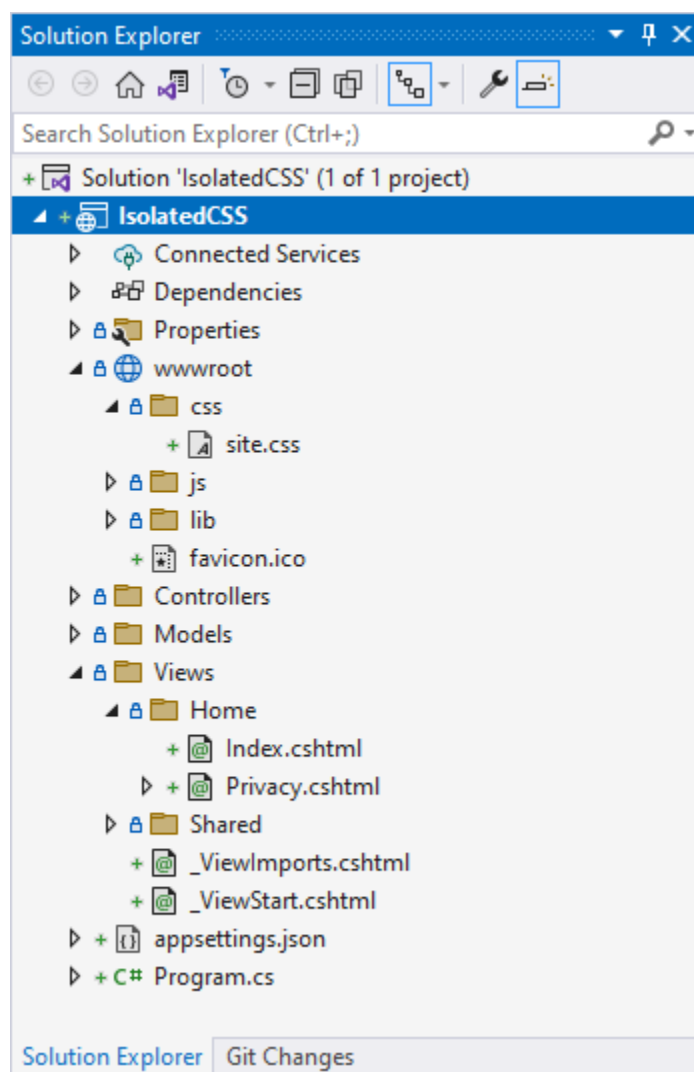 Solution Explorer
Search Solution Explorer (Ctrl+;)
Solution 'IsolatedCSS' (1 of 1 project)
IsolatedCSS
Connected Services
Dependencies
Properties
wwwroot
css
site.css
js
lib
favicon.ico
Controllers
Models
Views
Home
Index.cshtml
Privacy.cshtml
Shared
_ViewImports.cshtml
_ViewStart.cshtml
appsettings.json
C# Program.cs
Solution Explorer Git Changes